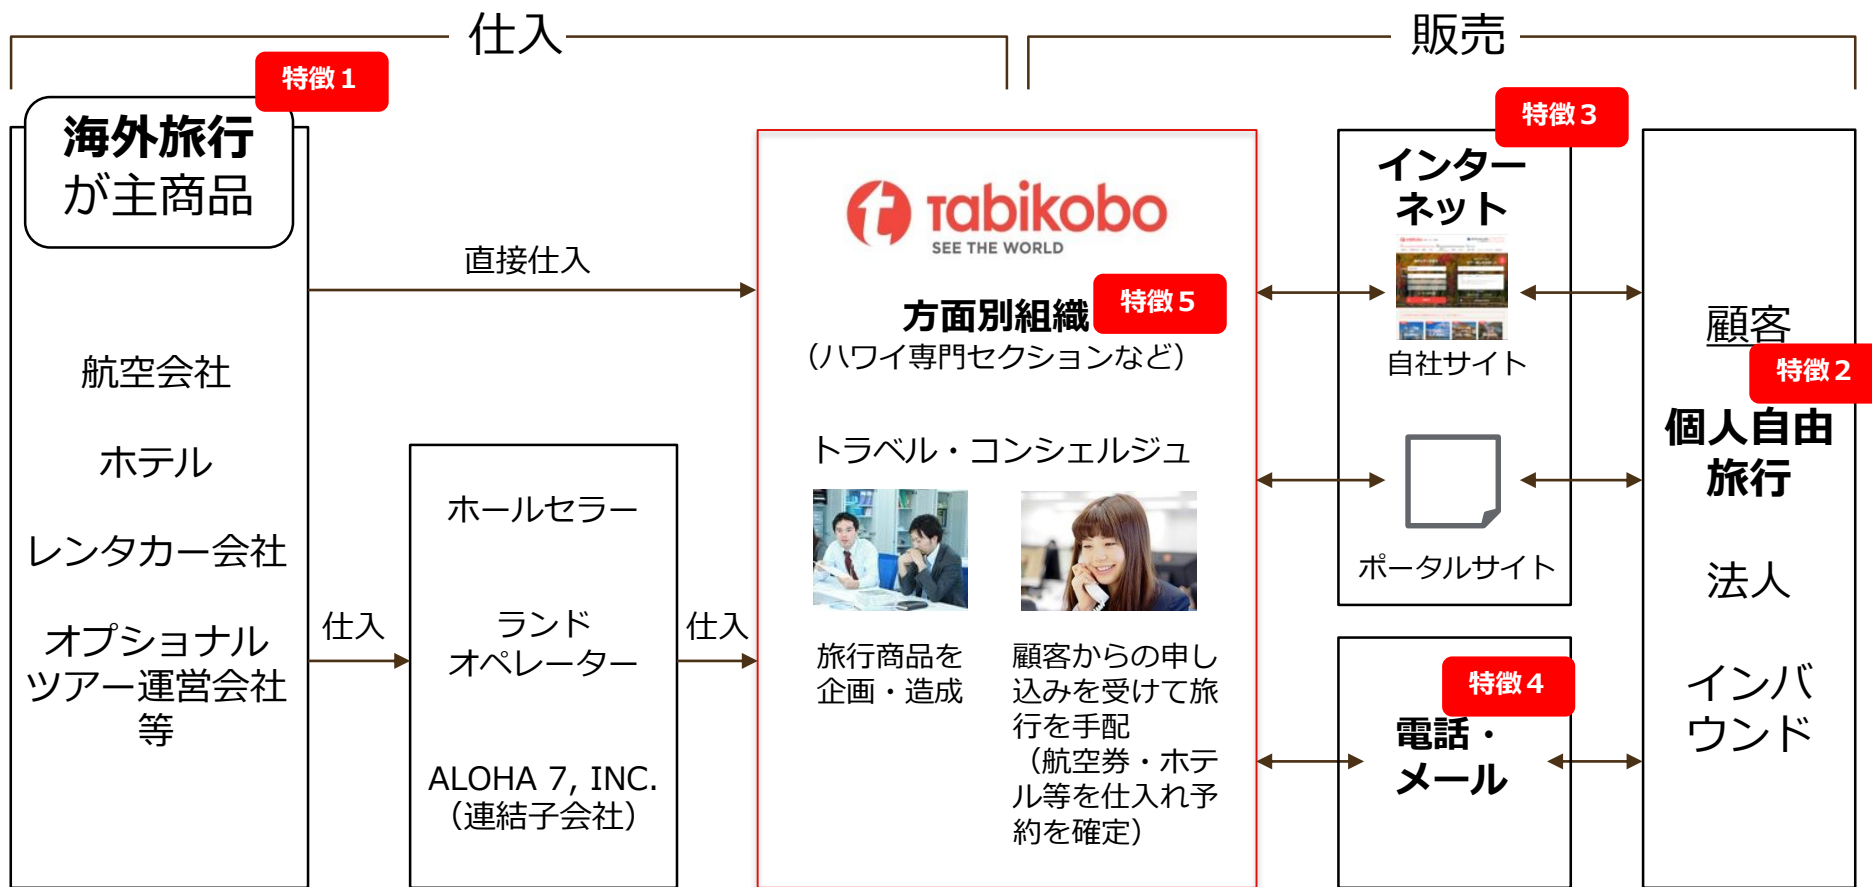 仕入
販売
特徴１
海外旅行
が主商品
航空会社
ホテル
レンタカー会社
オプショナル
ツアー運営会社
等
直接仕入
仕入
ホールセラー
ランド
オペレーター
ALOHA 7, INC.
（連結子会社）
仕入
Tabikobo
SEE THE WORLD
方面別組織
特徴５
（ハワイ専門セクションなど）
トラベル・コンシェルジュ
旅行商品を
企画・造成
顧客からの申し
込みを受けて旅
行を手配
（航空券・ホテ
ル等を仕入れ予
約を確定）
特徴３
インター
ネット
自社サイト
ポータルサイト
特徴４
電話・
メール
顧客
特徴２
個人自由
旅行
法人
インバ
ウンド